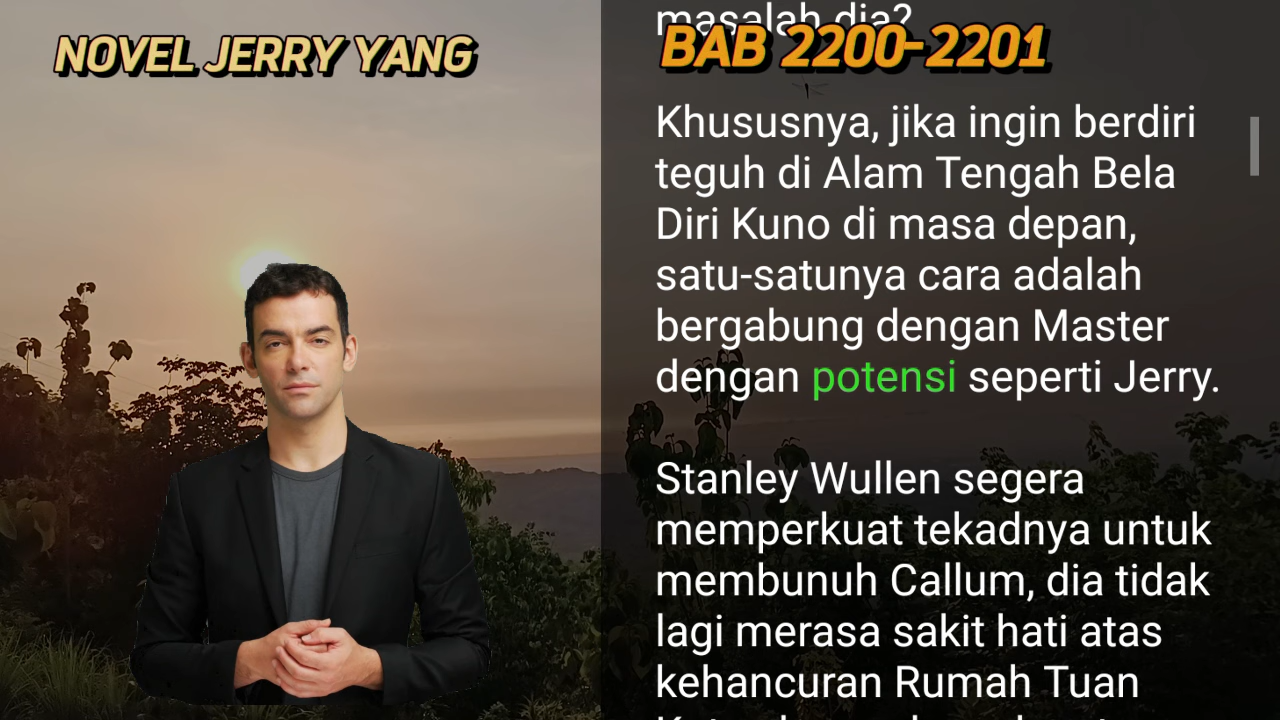 NOVEL JERRY YANG
masalah dia?
BAB 2200-2201
Khususnya, jika ingin berdiri
teguh di Alam Tengah Bela
Diri Kuno di masa depan,
satu-satunya cara adalah
bergabung dengan Master
dengan potensi seperti Jerry.
Stanley Wullen segera
memperkuat tekadnya untuk
membunuh Callum, dia tidak
lagi merasa sakit hati atas
kehancuran Rumah Tuan